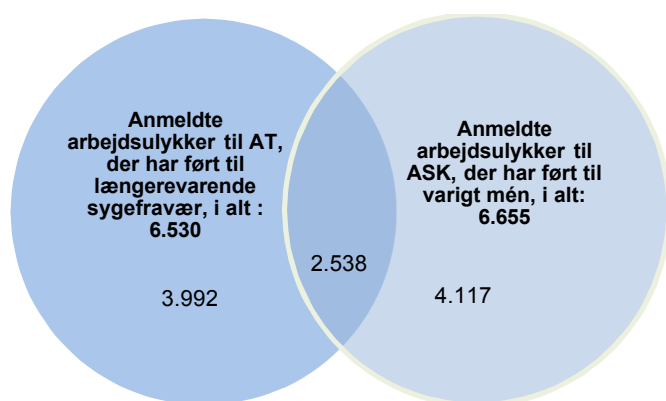 Anmeldte
arbejdsulykker til AT,
der har ført til
længerevarende
sygefravær, i alt :
6.530
3.992
2.538
Anmeldte
arbejdsulykker til
ASK, der har ført til
varigt mén, i alt:
6.655
4.117